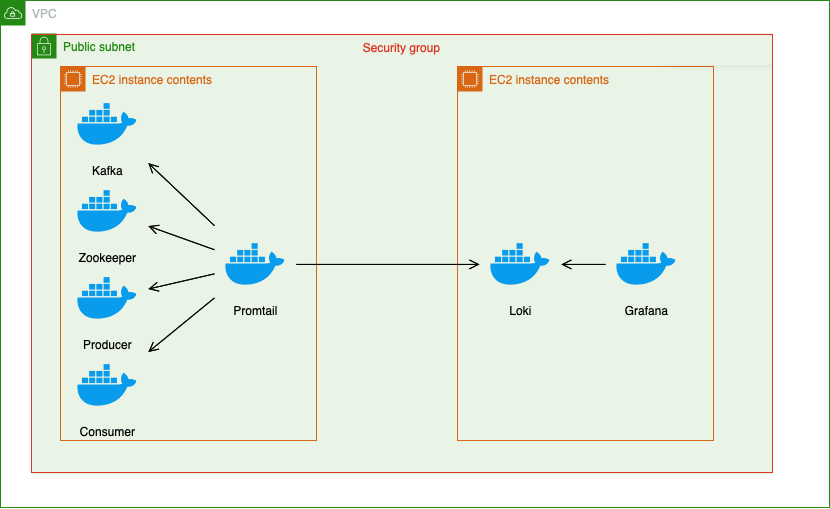 VPC
Public subnet
Security group
EC2 instance contents
EC2 instance contents
Kafka
Zookeeper
Producer
Consumer
Promtail
Loki
Grafana